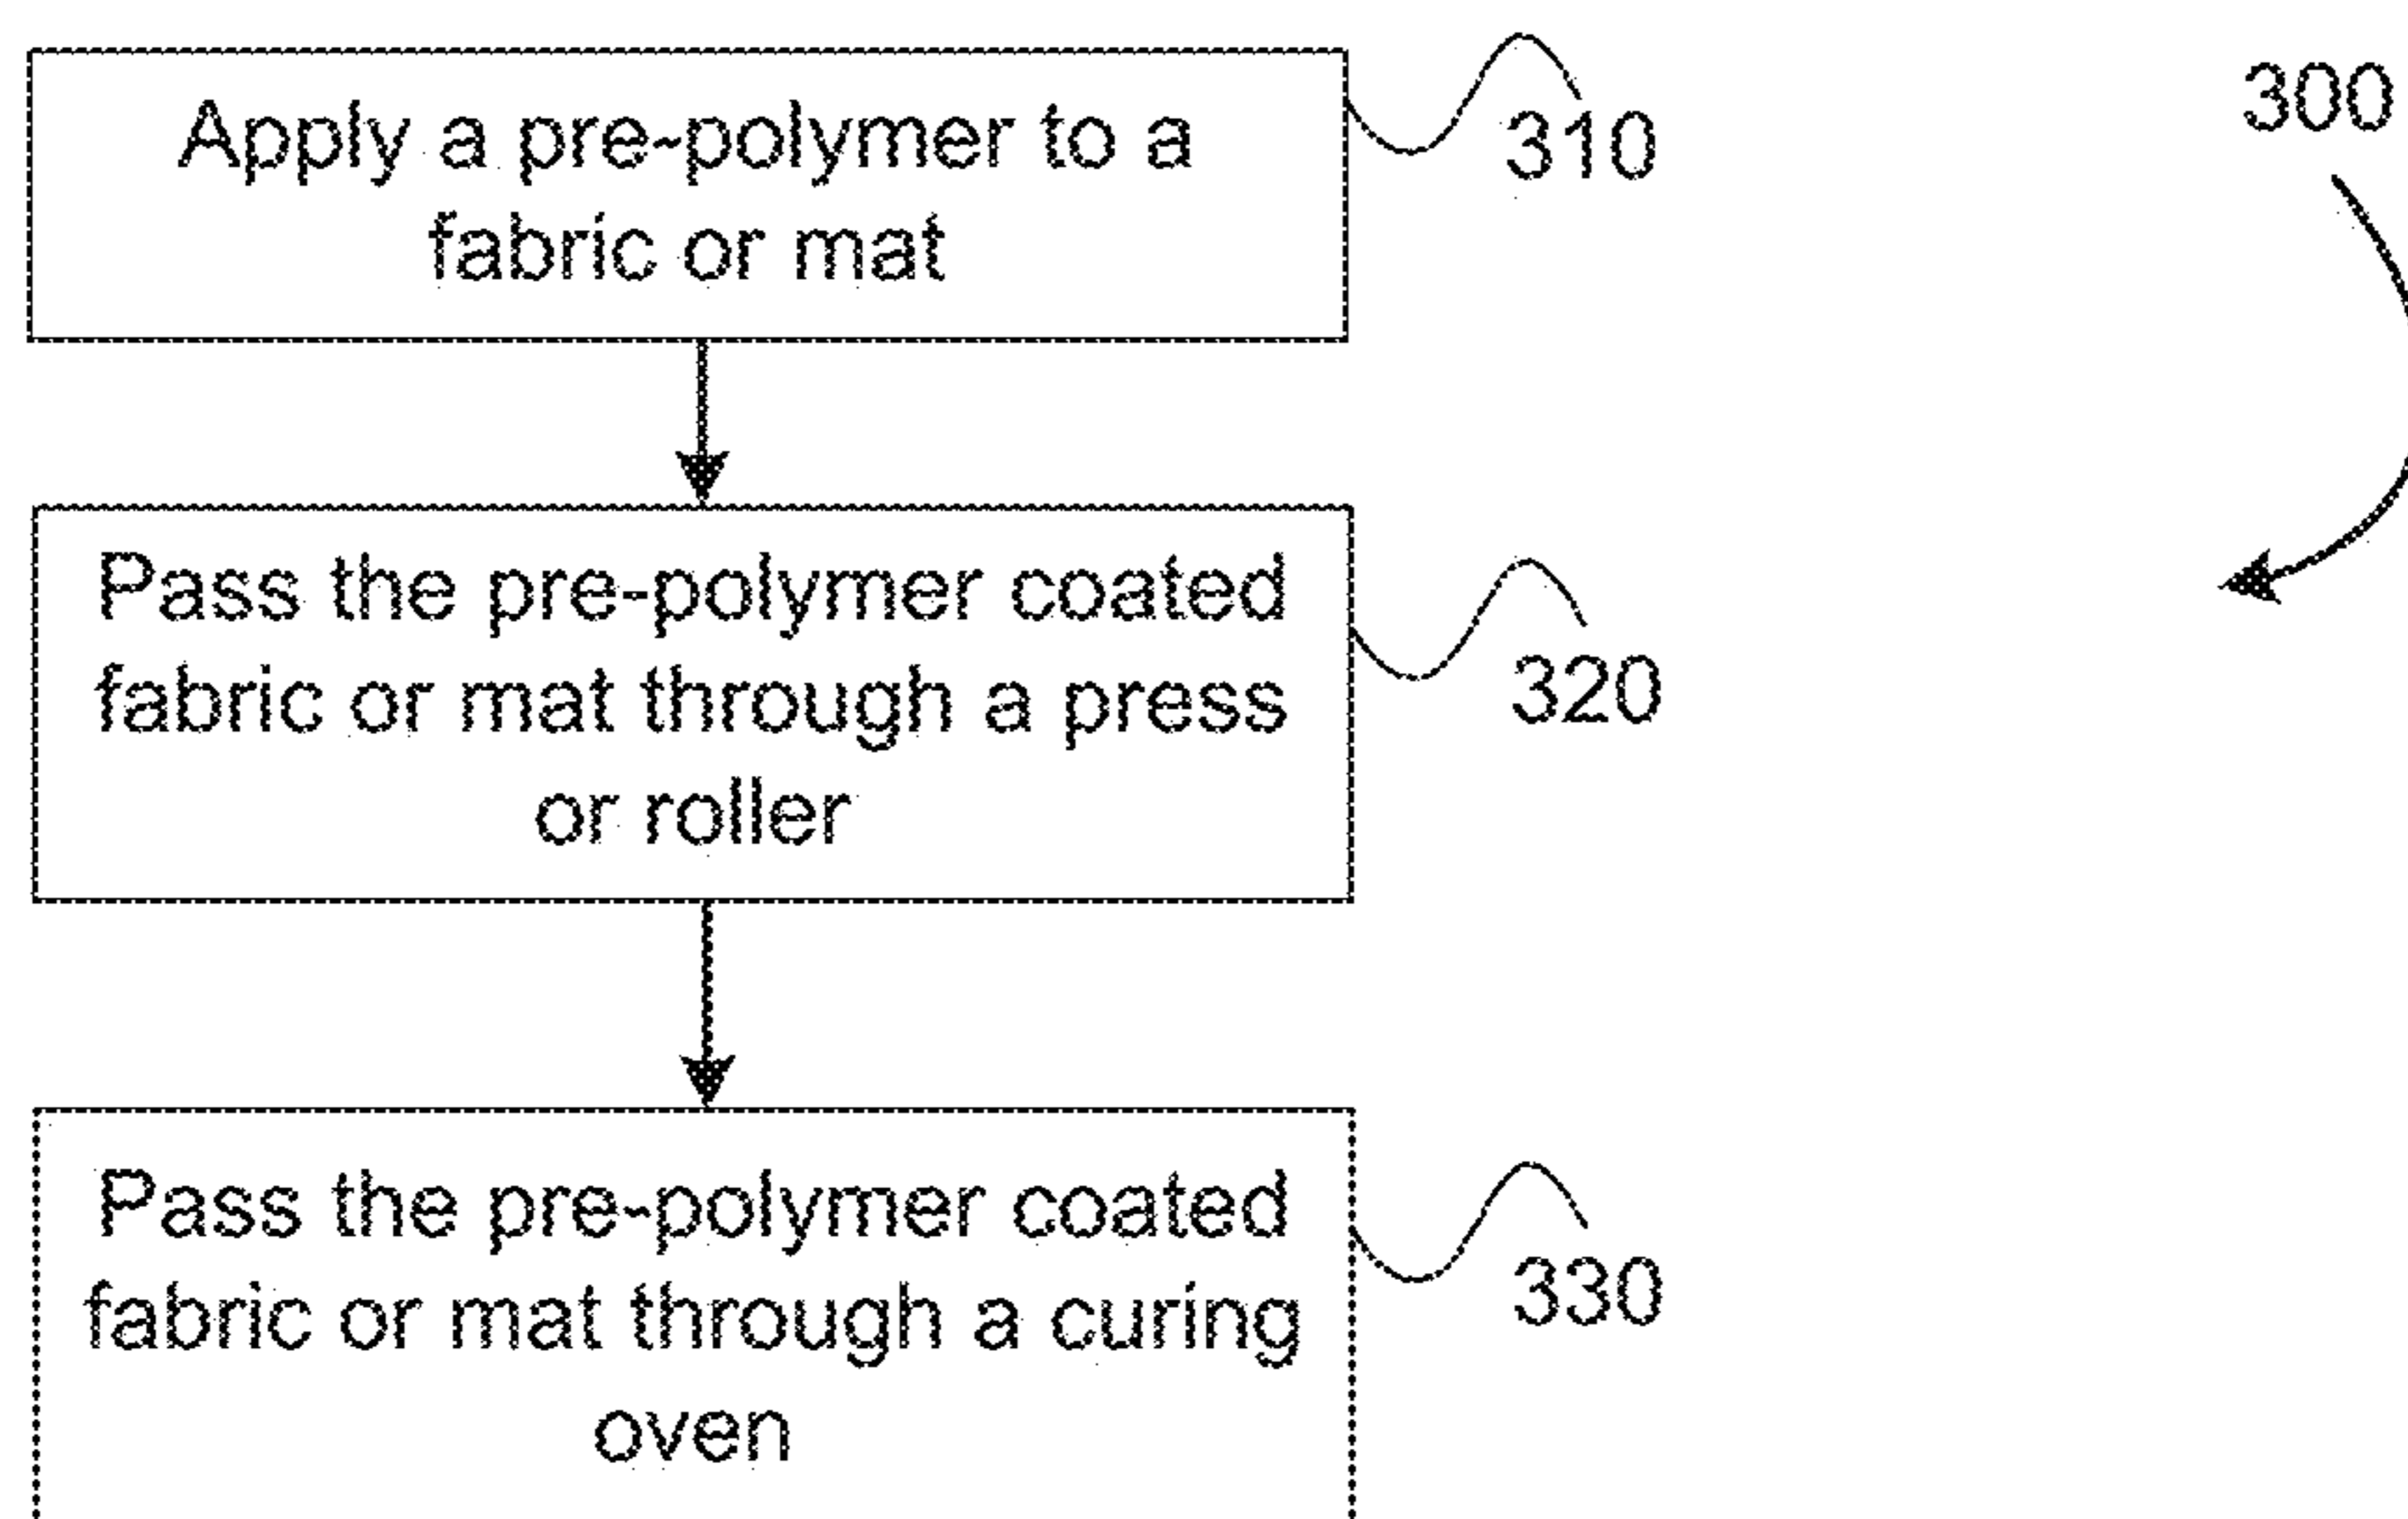 Apply a pre-polymer to a
fabric or mat
310
300
Pass the pre-polymer coated
fabric or mat through a press
or roller
320
Pass the pre-polymer coated
fabric or mat through a curing
oven
330